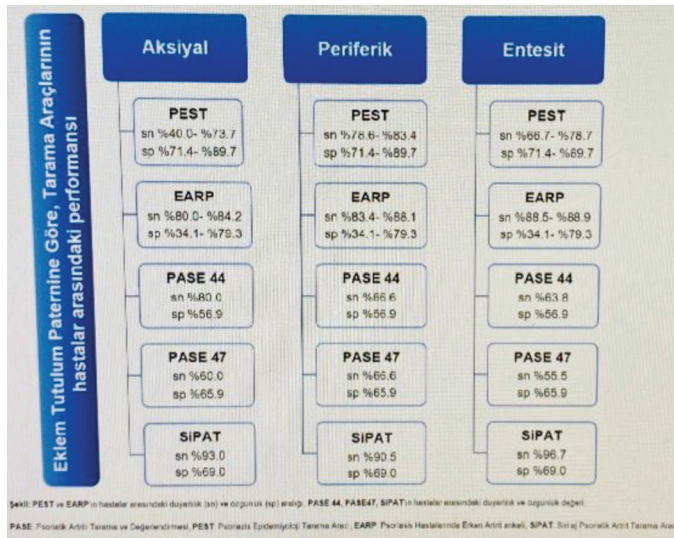 Eklem Tutulum Paternine Göre, Tarama Araçlarının
hastalar arasındaki performansı
Aksiyal
PEST
sn %40.0- %73.7
sp %71.4- %89.7
EARP
sn %80.0- %84.2
sp %34.1- %79.3
PASE 44
sn %80.0
sp %56.9
PASE 47
sn %60.0
sp %65.9
SiPAT
sn %93.0
sp %69.0
Periferik
PEST
sn %78.6- %83.4
sp %71.4- %89.7
EARP
sn %83.4- %88.1
sp %34.1- %79.3
PASE 44
sn %66.6
sp %56.9
PASE 47
sn %66.6
sp %65.9
SiPAT
sn %90.5
sp %69.0
Entesit
PEST
sn %66.7- %78.7
sp %71.4- %89.7
EARP
sn %88.5- %88.9
sp %34.1- %79.3
PASE 44
sn %63.8
sp %56.9
PASE 47
sn %55.5
sp %65.9
SiPAT
sn %96.7
sp %69.0
Şekil: PEST ve EARP'ın hastalar arasındaki duyarlılık (sn) ve özgünlük (sp) aralığı, PASE 44, PASE47, SiPAT'ın hastalar arasındaki duyarlılık ve özgünlük değeri.
PASE: Psoriatik Artriti Tarama ve Değerlendirmesi, PEST: Psoriazis Epidemiyoloji Tarama Aracı, EARP: Psoriasis Hastalarında Erken Artrit anketi, SiPAT: Psoriatik Artrit Tarama